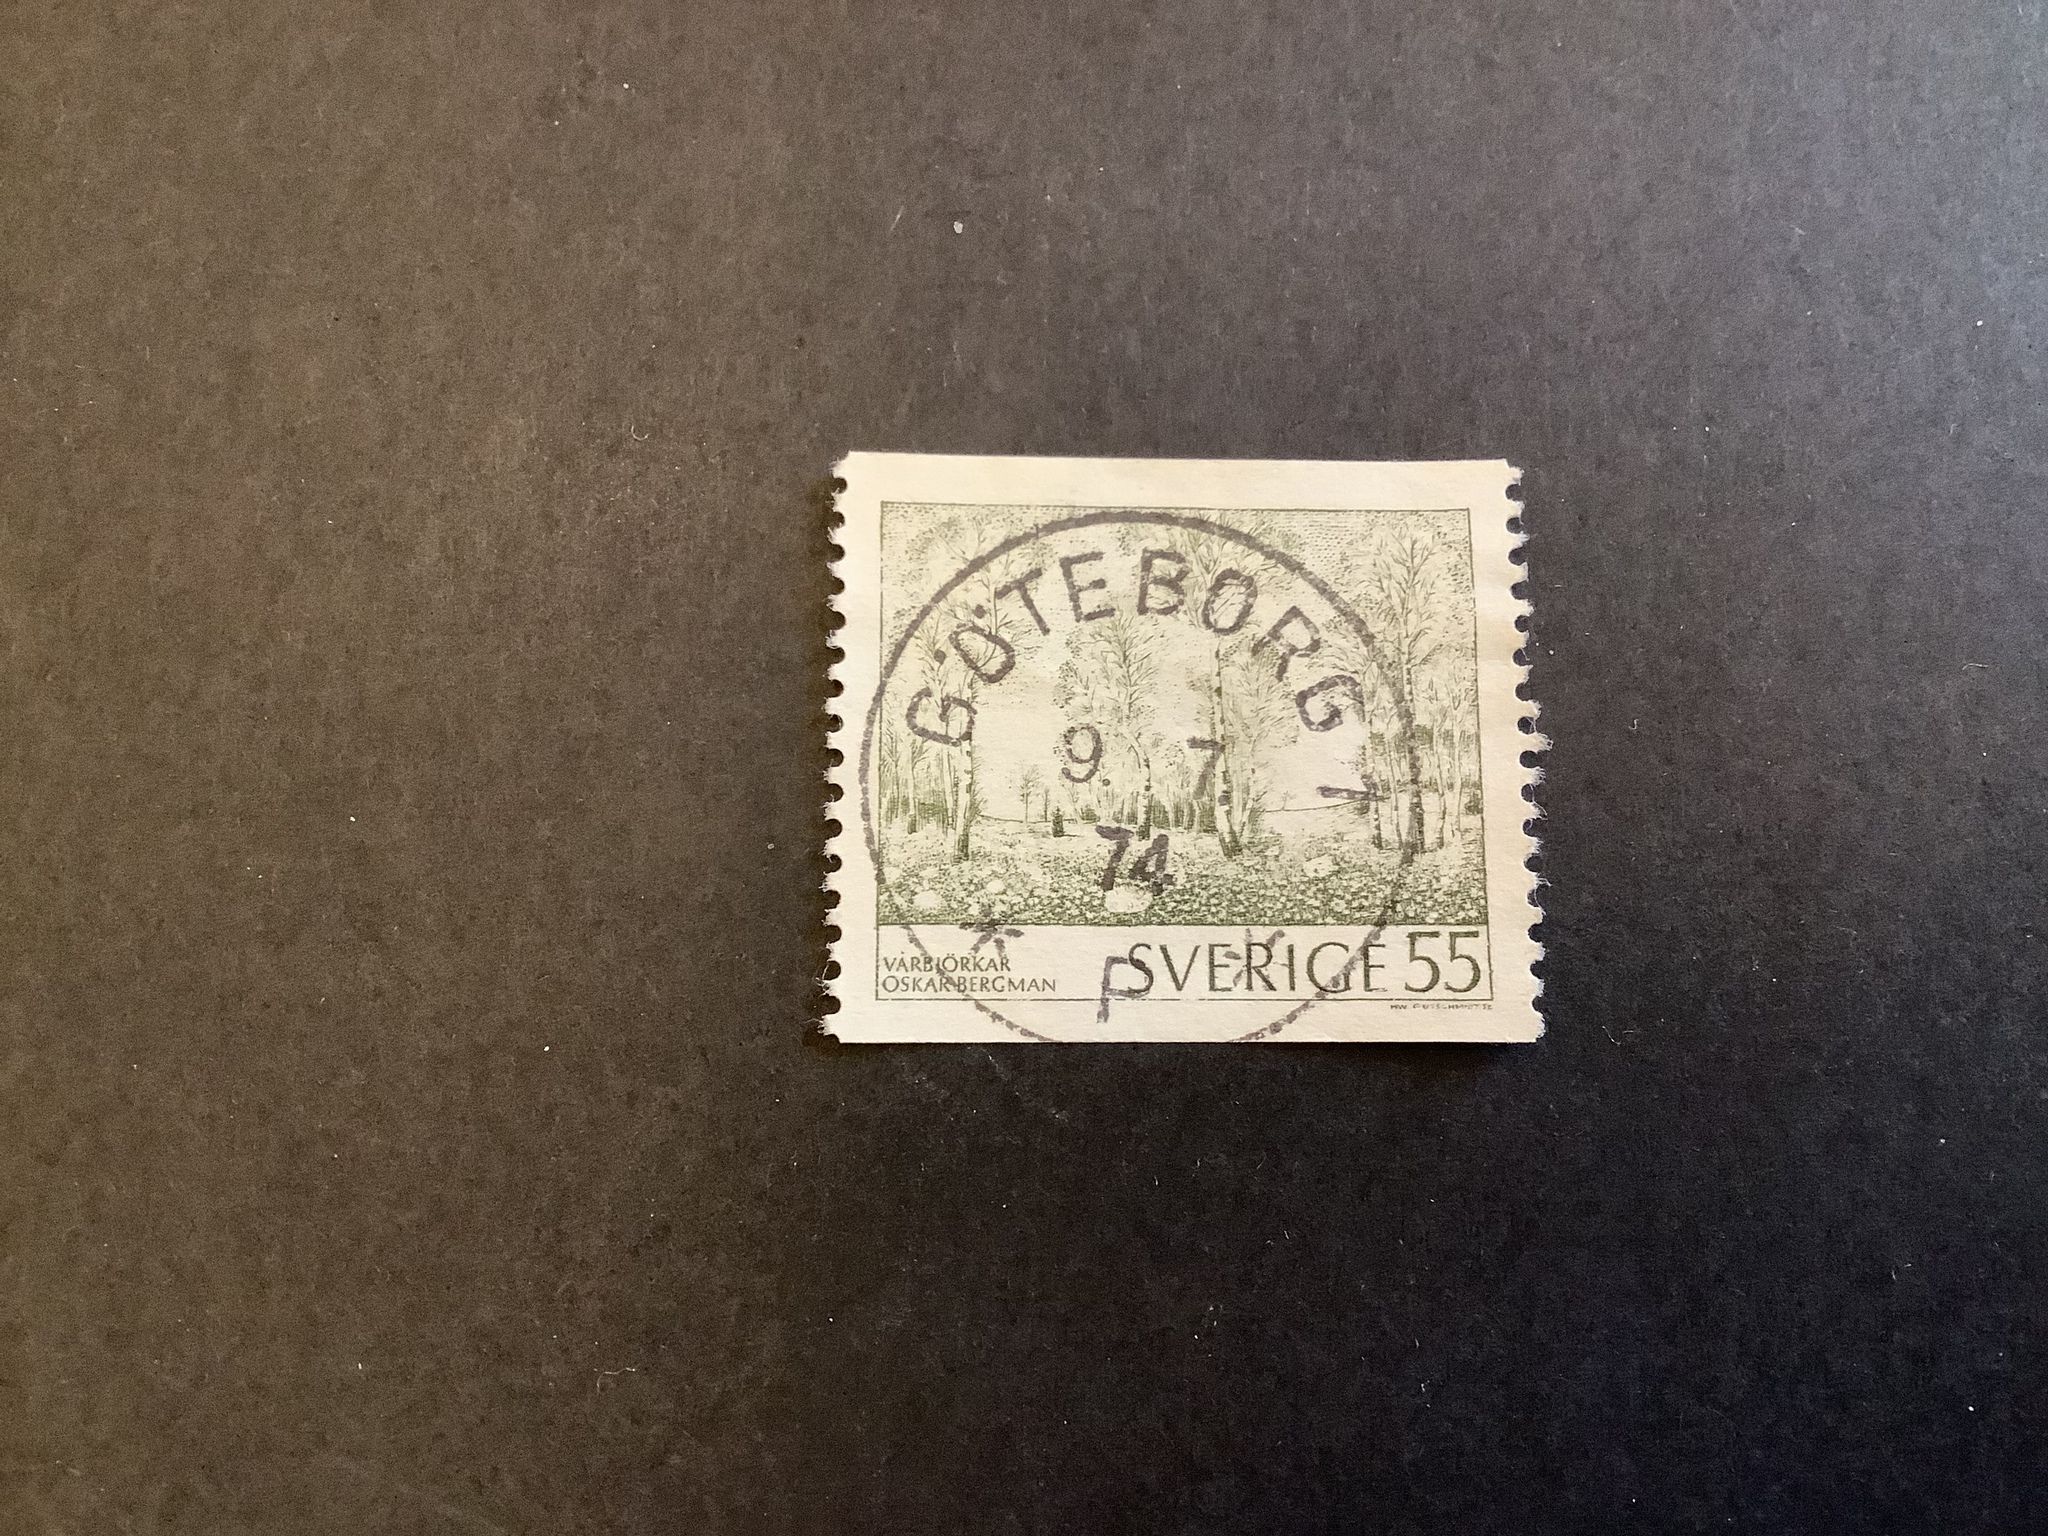 GÖTEBORG 1
9. 7.
74
P
VÅRBJÖRKAR
OSKAR BERGMAN
SVERIGE 55